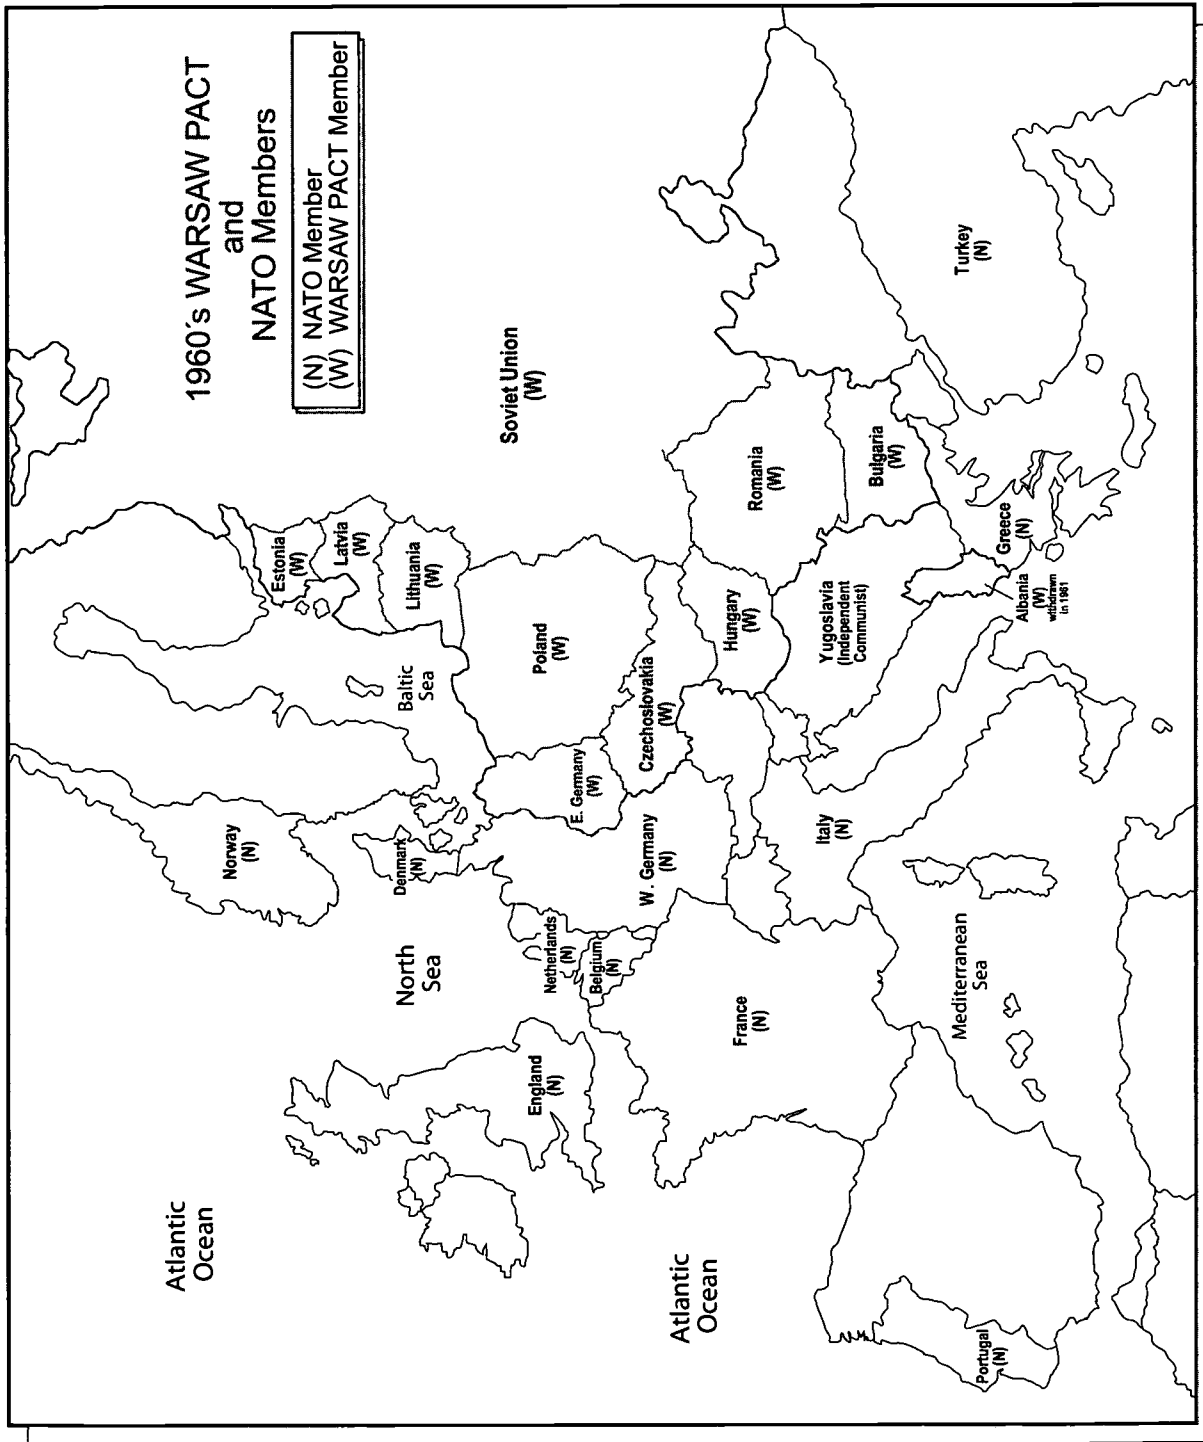 1960´s WARSAW PACT
and
NATO Members
(N) NATO Member
(W) WARSAW PACT Member
Atlantic
Ocean
Norway
(N)
Estonia
(W)
Latvia
(W)
Lithuania
(W)
Baltic
Sea
Denmark
(N)
North
Sea
Soviet Union
(W)
England
(N)
Netherlands
(N)
Belgium
(N)
E. Germany
(W)
Poland
(W)
W. Germany
(N)
Czechoslovakia
(W)
Atlantic
Ocean
France
(N)
Hungary
(W)
Romania
(W)
Italy
(N)
Yugoslavia
(Independent
Communist)
Bulgaria
(W)
Mediterranean
Sea
Portugal
(N)
Albania
(W)
withdrawn
in 1961
Greece
(N)
Turkey
(N)